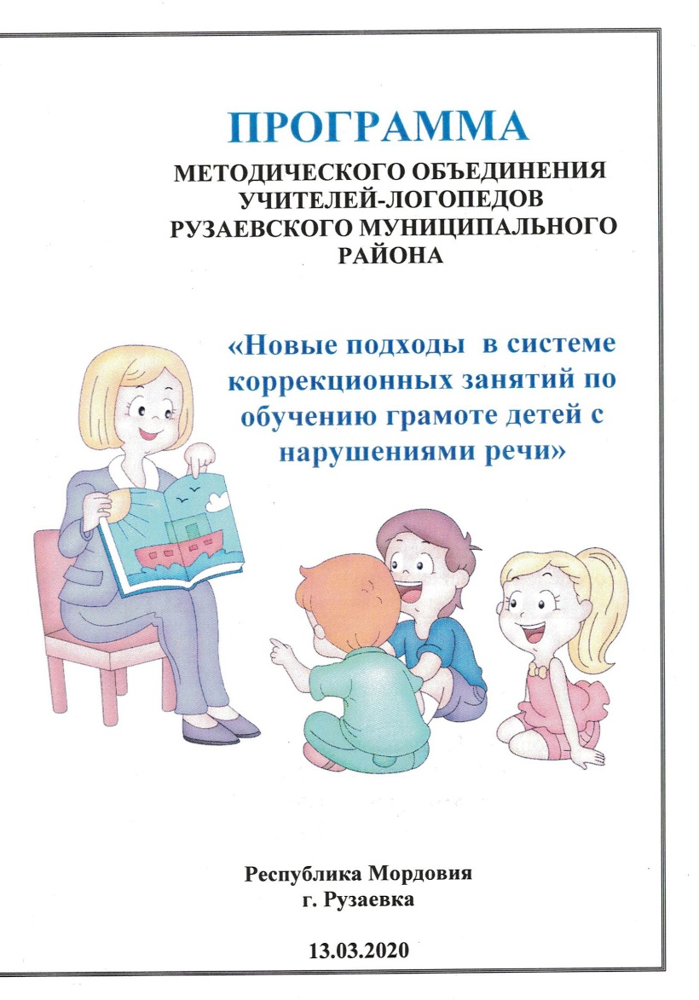 ПРОГРАММА
МЕТОДИЧЕСКОГО ОБЪЕДИНЕНИЯ
УЧИТЕЛЕЙ-ЛОГОПЕДОВ
РУЗАЕВСКОГО МУНИЦИПАЛЬНОГО
РАЙОНА
«Новые подходы в системе
коррекционных занятий по
обучению грамоте детей с
нарушениями речи»
Республика Мордовия
г. Рузаевка
13.03.2020